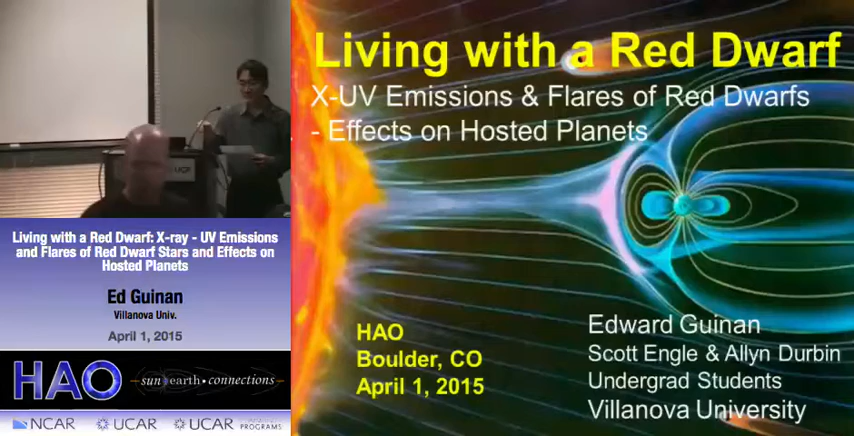 Living with a Red Dwarf: X-ray - UV Emissions
and Flares of Red Dwarf Stars and Effects on
Hosted Planets
Ed Guinan
Villanova Univ.
April 1, 2015
HAO
sun earth • connections
NCAR
UCAR
UCAR
PROGRAMS
Living with a Red Dwarf
X-UV Emissions & Flares of Red Dwarfs
- Effects on Hosted Planets
HAO
Boulder, CO
April 1, 2015
Edward Guinan
Scott Engle & Allyn Durbin
Undergrad Students
Villanova University